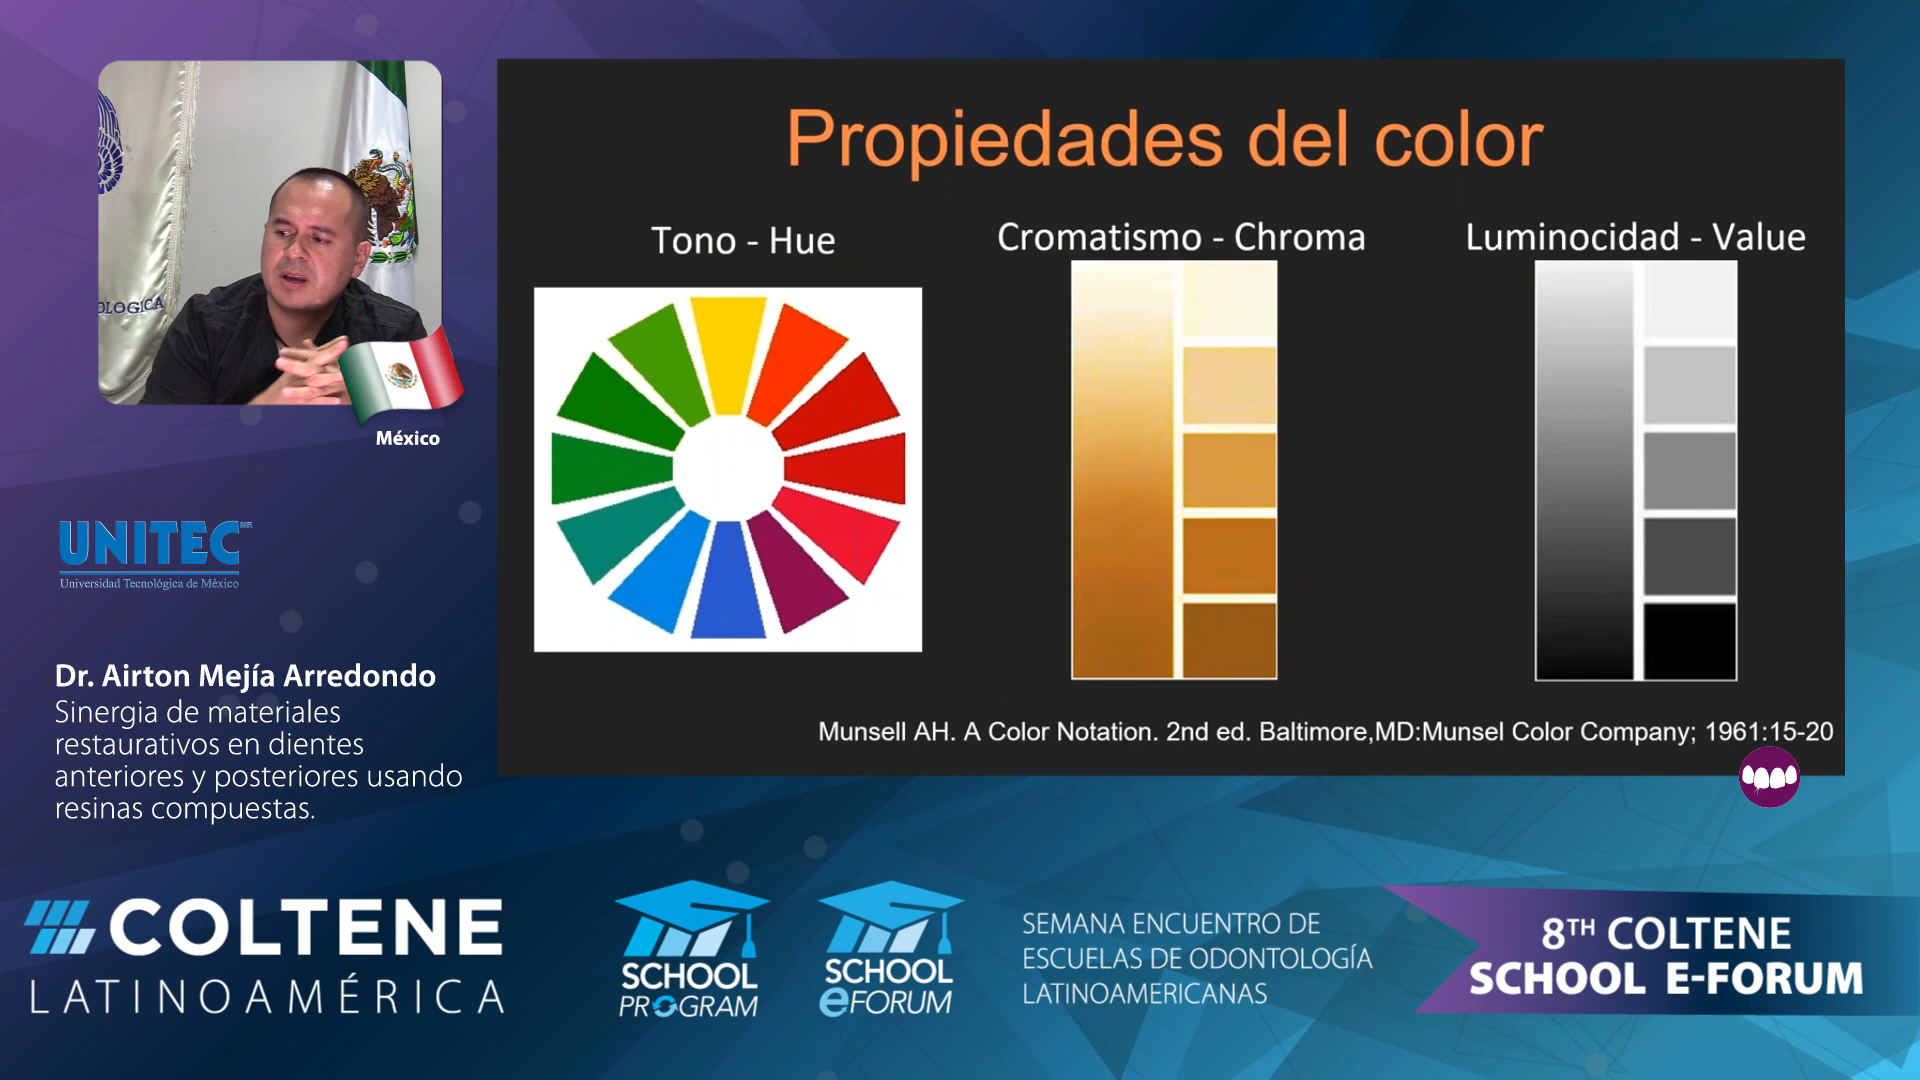 Propiedades del color
Tono - Hue
Cromatismo - Chroma
Luminocidad - Value
Munsell AH. A Color Notation. 2nd ed. Baltimore,MD:Munsel Color Company; 1961:15-20
OLOGICA
México
UNITEC MR
Universidad Tecnológica de México
Dr. Airton Mejía Arredondo
Sinergia de materiales
restaurativos en dientes
anteriores y posteriores usando
resinas compuestas.
COLTENE
LATINOAMÉRICA
SCHOOL
PROGRAM
SCHOOL
eFORUM
SEMANA ENCUENTRO DE
ESCUELAS DE ODONTOLOGÍA
LATINOAMERICANAS
8TH COLTENE
SCHOOL E-FORUM